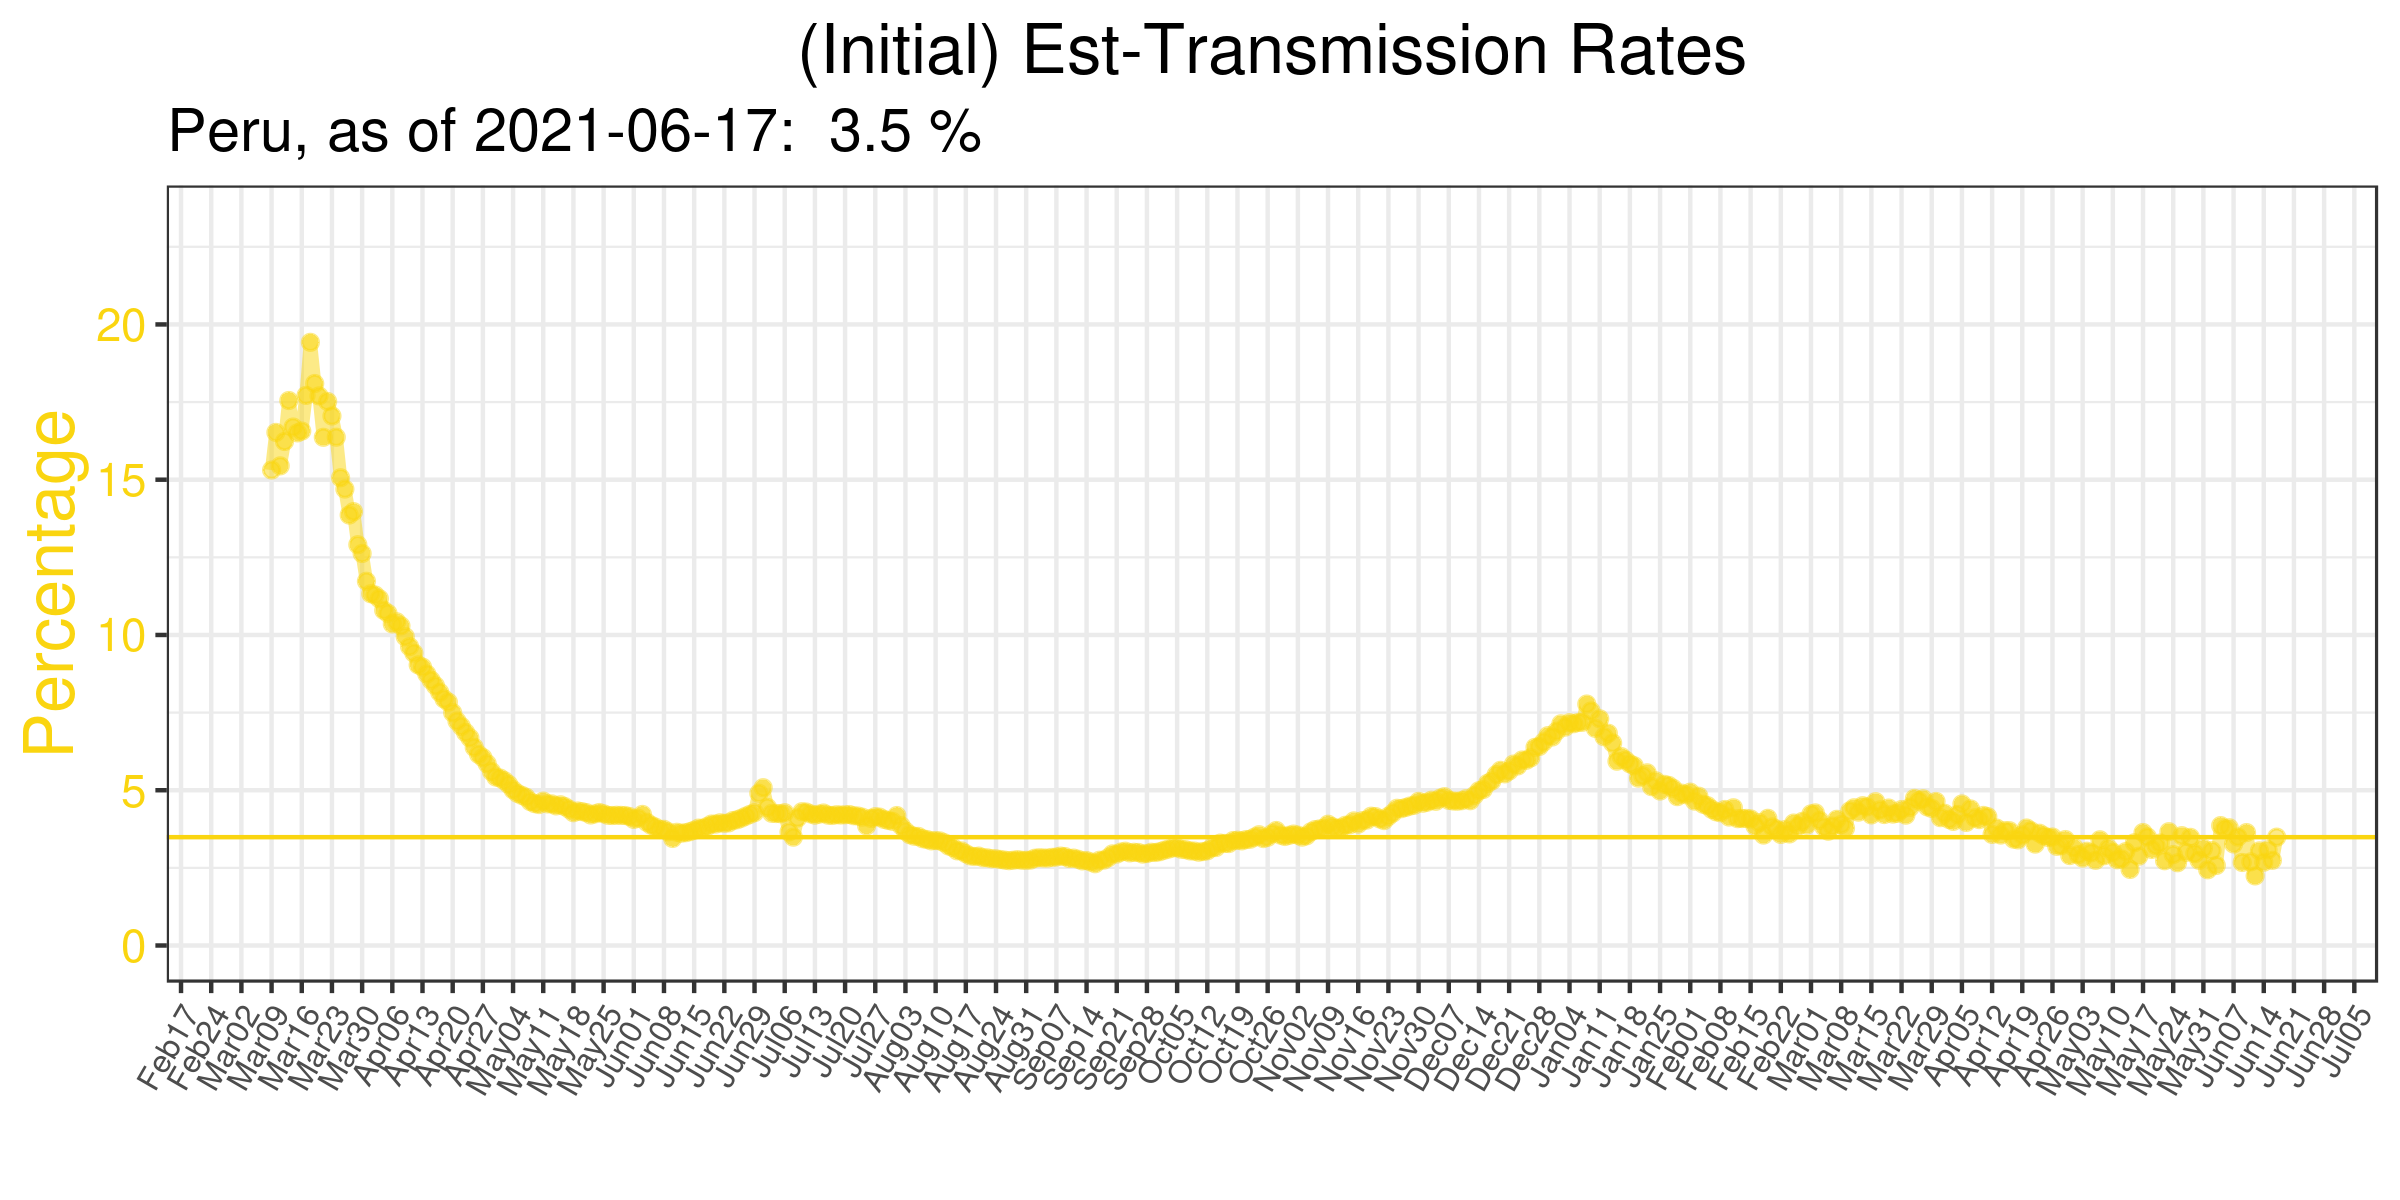 (Initial) Est-Transmission Rates
Peru, as of 2021-06-17:  3.5 %
Percentage
20
15
10
5
0
Feb17
Feb24
Mar02
Mar09
Mar16
Mar23
Mar30
Apr06
Apr13
Apr20
Apr27
May04
May11
May18
May25
Jun01
Jun08
Jun15
Jun22
Jun29
Jul06
Jul13
Jul20
Jul27
Aug03
Aug10
Aug17
Aug24
Aug31
Sep07
Sep14
Sep21
Sep28
Oct05
Oct12
Oct19
Oct26
Nov02
Nov09
Nov16
Nov23
Nov30
Dec07
Dec14
Dec21
Dec28
Jan04
Jan11
Jan18
Jan25
Feb01
Feb08
Feb15
Feb22
Mar01
Mar08
Mar15
Mar22
Mar29
Apr05
Apr12
Apr19
Apr26
May03
May10
May17
May24
May31
Jun07
Jun14
Jun21
Jun28
Jul05